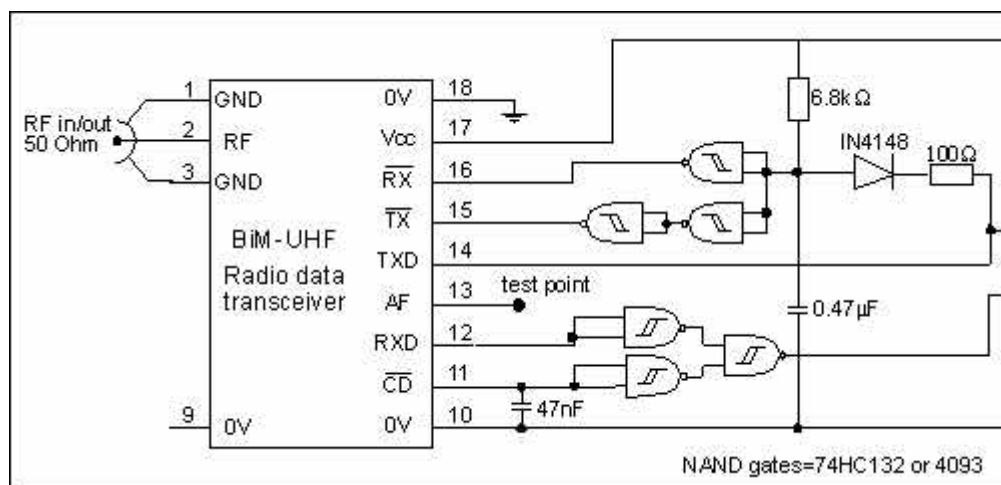 RF in/out
50 Ohm
1
2
3
9
GND
RF
GND
0V
BiM-UHF
Radio data
transceiver
0V
Vcc
RX
TX
TXD
AF
RXD
CD
0V
18
17
16
15
14
13
12
11
10
test point
6.8kΩ
IN4148
100Ω
0.47µF
47nF
NAND gates=74HC132 or 4093